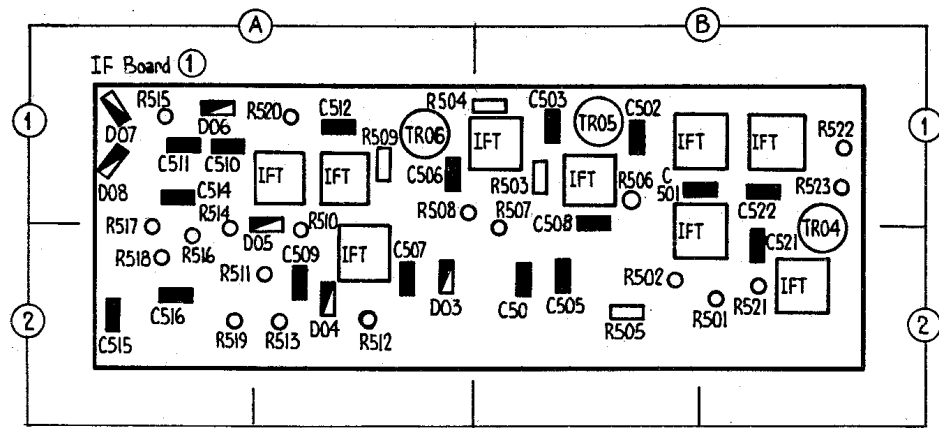 A
B
IF Board 1
R515
D06
R520
C512
R504
C503
C502
1
1
D07
R509
TR06
IFT
TR05
IFT
IFT
R522
C511
C510
D08
IFT
IFT
C506
R503
IFT
R506
C
501
C522
R523
C514
R517
R514
R510
R508
R507
C508
IFT
TR04
R516
D05
IFT
C521
R518
R511
C509
C507
D03
C50
C505
R502
R501
R521
IFT
2
2
C515
C516
R519
R513
D04
R512
R505